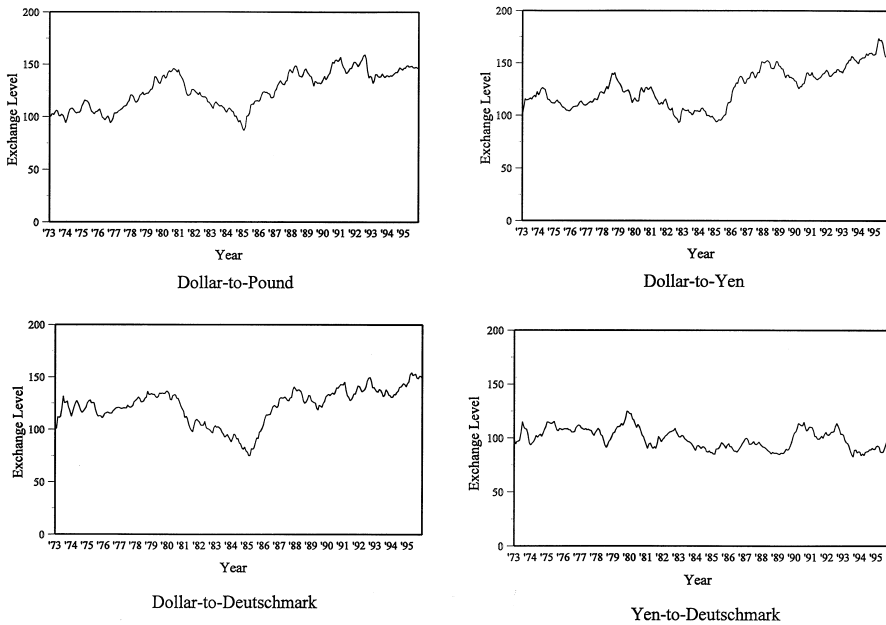 200
150
100
50
0
Exchange Level
'73 '74 '75 '76 '77 '78 '79 '80 '81 '82 '83 '84 '85 '86 '87 '88 '89 '90 '91 '92 '93 '94 '95
Year
Dollar-to-Pound
200
150
100
50
0
Exchange Level
'73 '74 '75 '76 '77 '78 '79 '80 '81 '82 '83 '84 '85 '86 '87 '88 '89 '90 '91 '92 '93 '94 '95
Year
Dollar-to-Yen
200
150
100
50
0
Exchange Level
'73 '74 '75 '76 '77 '78 '79 '80 '81 '82 '83 '84 '85 '86 '87 '88 '89 '90 '91 '92 '93 '94 '95
Year
Dollar-to-Deutschmark
200
150
100
50
0
Exchange Level
'73 '74 '75 '76 '77 '78 '79 '80 '81 '82 '83 '84 '85 '86 '87 '88 '89 '90 '91 '92 '93 '94 '95
Year
Yen-to-Deutschmark